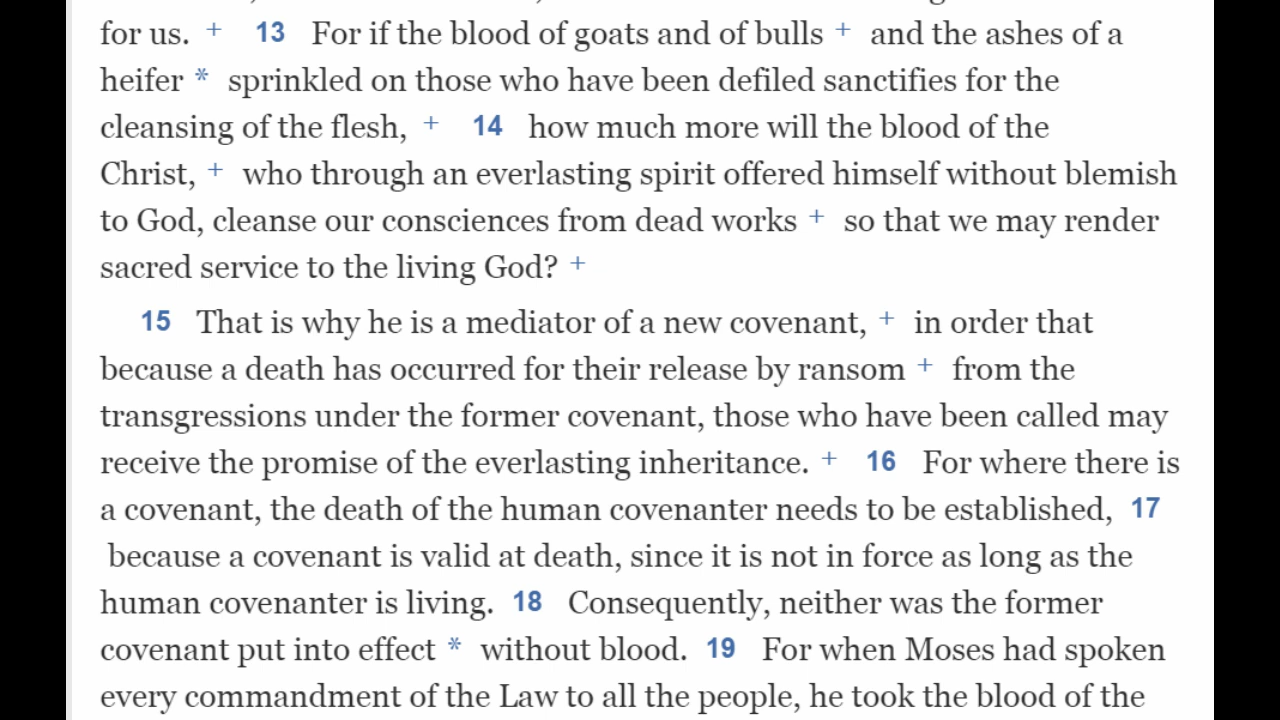 for us. + 13 For if the blood of goats and of bulls + and the ashes of a
heifer * sprinkled on those who have been defiled sanctifies for the
cleansing of the flesh, + 14 how much more will the blood of the
Christ, + who through an everlasting spirit offered himself without blemish
to God, cleanse our consciences from dead works + so that we may render
sacred service to the living God? +
15 That is why he is a mediator of a new covenant, + in order that
because a death has occurred for their release by ransom + from the
transgressions under the former covenant, those who have been called may
receive the promise of the everlasting inheritance. + 16 For where there is
a covenant, the death of the human covenanter needs to be established, 17
because a covenant is valid at death, since it is not in force as long as the
human covenanter is living. 18 Consequently, neither was the former
covenant put into effect * without blood. 19 For when Moses had spoken
every commandment of the Law to all the people, he took the blood of the